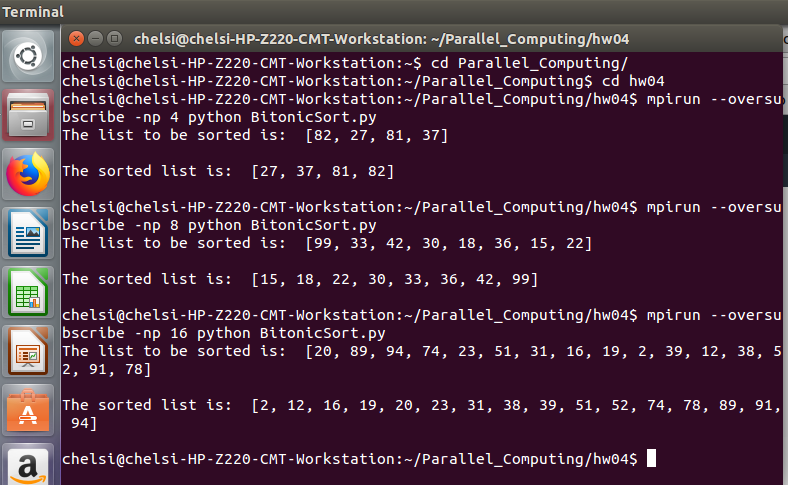 Terminal
chelsi@chelsi-HP-Z220-CMT-Workstation: ~/Parallel_Computing/hw04
chelsi@chelsi-HP-Z220-CMT-Workstation:~$ cd Parallel_Computing/
chelsi@chelsi-HP-Z220-CMT-Workstation:~/Parallel_Computing$ cd hw04
chelsi@chelsi-HP-Z220-CMT-Workstation:~/Parallel_Computing/hw04$ mpirun --oversu
bscribe -np 4 python BitonicSort.py
The list to be sorted is:  [82, 27, 81, 37]
The sorted list is:  [27, 37, 81, 82]
chelsi@chelsi-HP-Z220-CMT-Workstation:~/Parallel_Computing/hw04$ mpirun --oversu
bscribe -np 8 python BitonicSort.py
The list to be sorted is:  [99, 33, 42, 30, 18, 36, 15, 22]
The sorted list is:  [15, 18, 22, 30, 33, 36, 42, 99]
chelsi@chelsi-HP-Z220-CMT-Workstation:~/Parallel_Computing/hw04$ mpirun --oversu
bscribe -np 16 python BitonicSort.py
The list to be sorted is:  [20, 89, 94, 74, 23, 51, 31, 16, 19, 2, 39, 12, 38, 5
2, 91, 78]
The sorted list is:  [2, 12, 16, 19, 20, 23, 31, 38, 39, 51, 52, 74, 78, 89, 91,
 94]
chelsi@chelsi-HP-Z220-CMT-Workstation:~/Parallel_Computing/hw04$